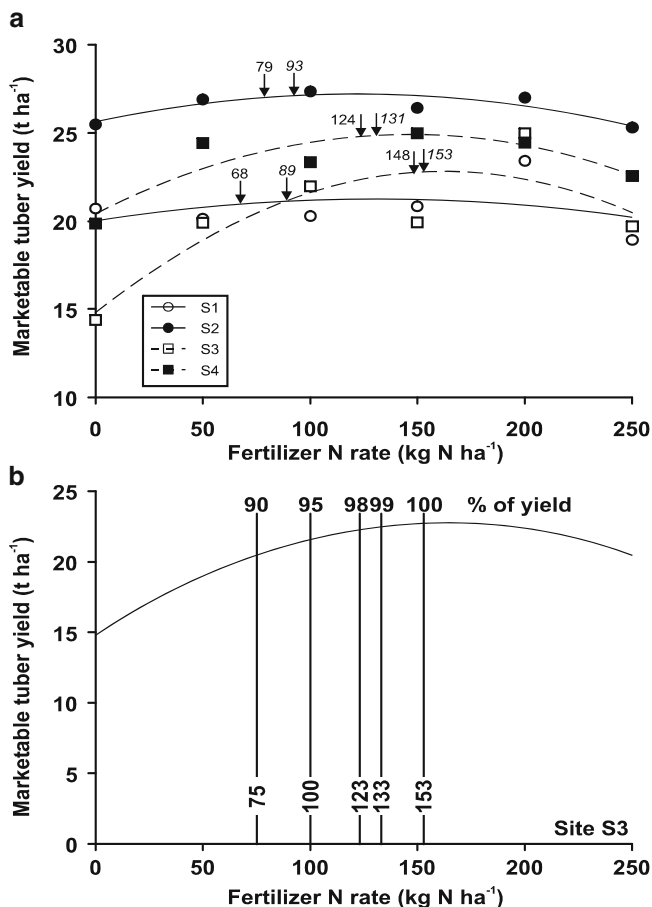 a
30
25
20
15
10
Marketable tuber yield (t ha⁻¹)
79 93
124 131
148 153
68 89
S1
S2
S3
S4
0 50 100 150 200 250
Fertilizer N rate (kg N ha⁻¹)
b
25
20
15
10
5
0
Marketable tuber yield (t ha⁻¹)
90 95 98 99 100 % of yield
75 100 123 133 153
Site S3
0 50 100 150 200 250
Fertilizer N rate (kg N ha⁻¹)